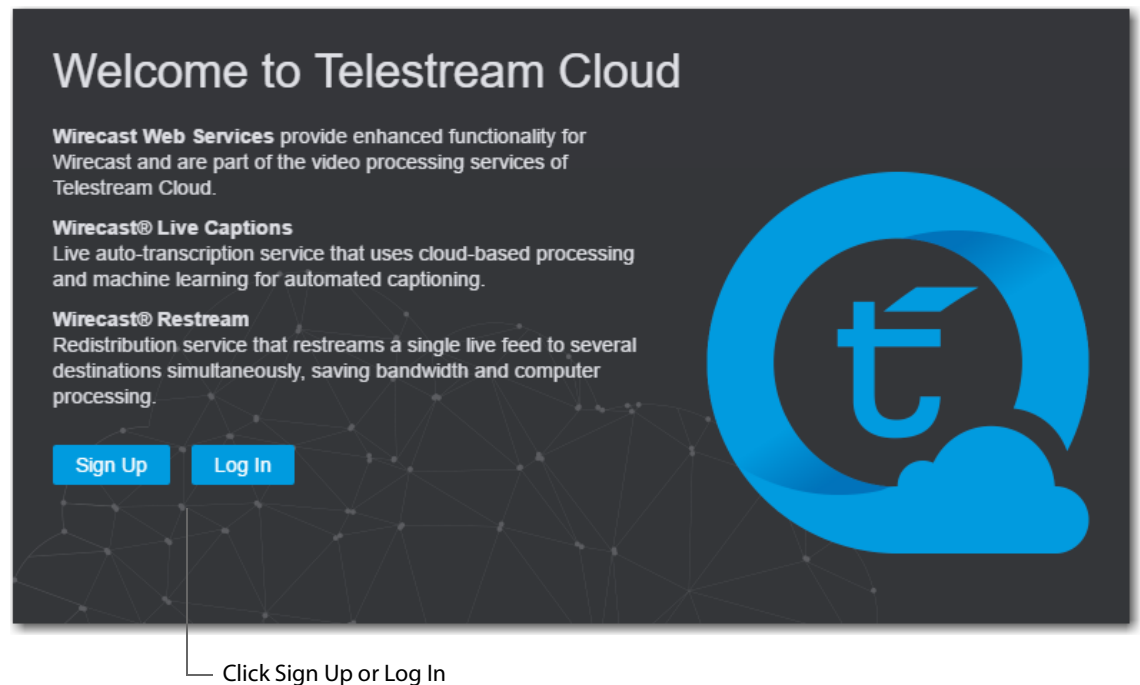 Welcome to Telestream Cloud
Wirecast Web Services provide enhanced functionality for
Wirecast and are part of the video processing services of
Telestream Cloud.
Wirecast® Live Captions
Live auto-transcription service that uses cloud-based processing
and machine learning for automated captioning.
Wirecast® Restream
Redistribution service that restreams a single live feed to several
destinations simultaneously, saving bandwidth and computer
processing.
Sign Up
Log In
Click Sign Up or Log In